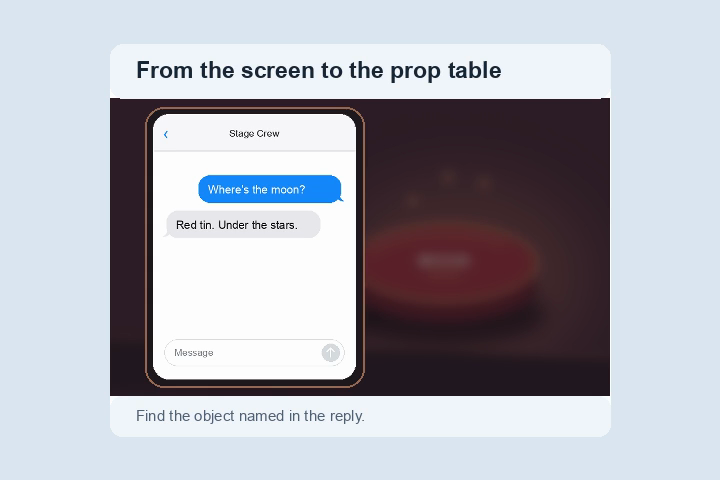 From the screen to the prop table
Stage Crew
Where's the moon?
Red tin. Under the stars.
Message
Find the object named in the reply.